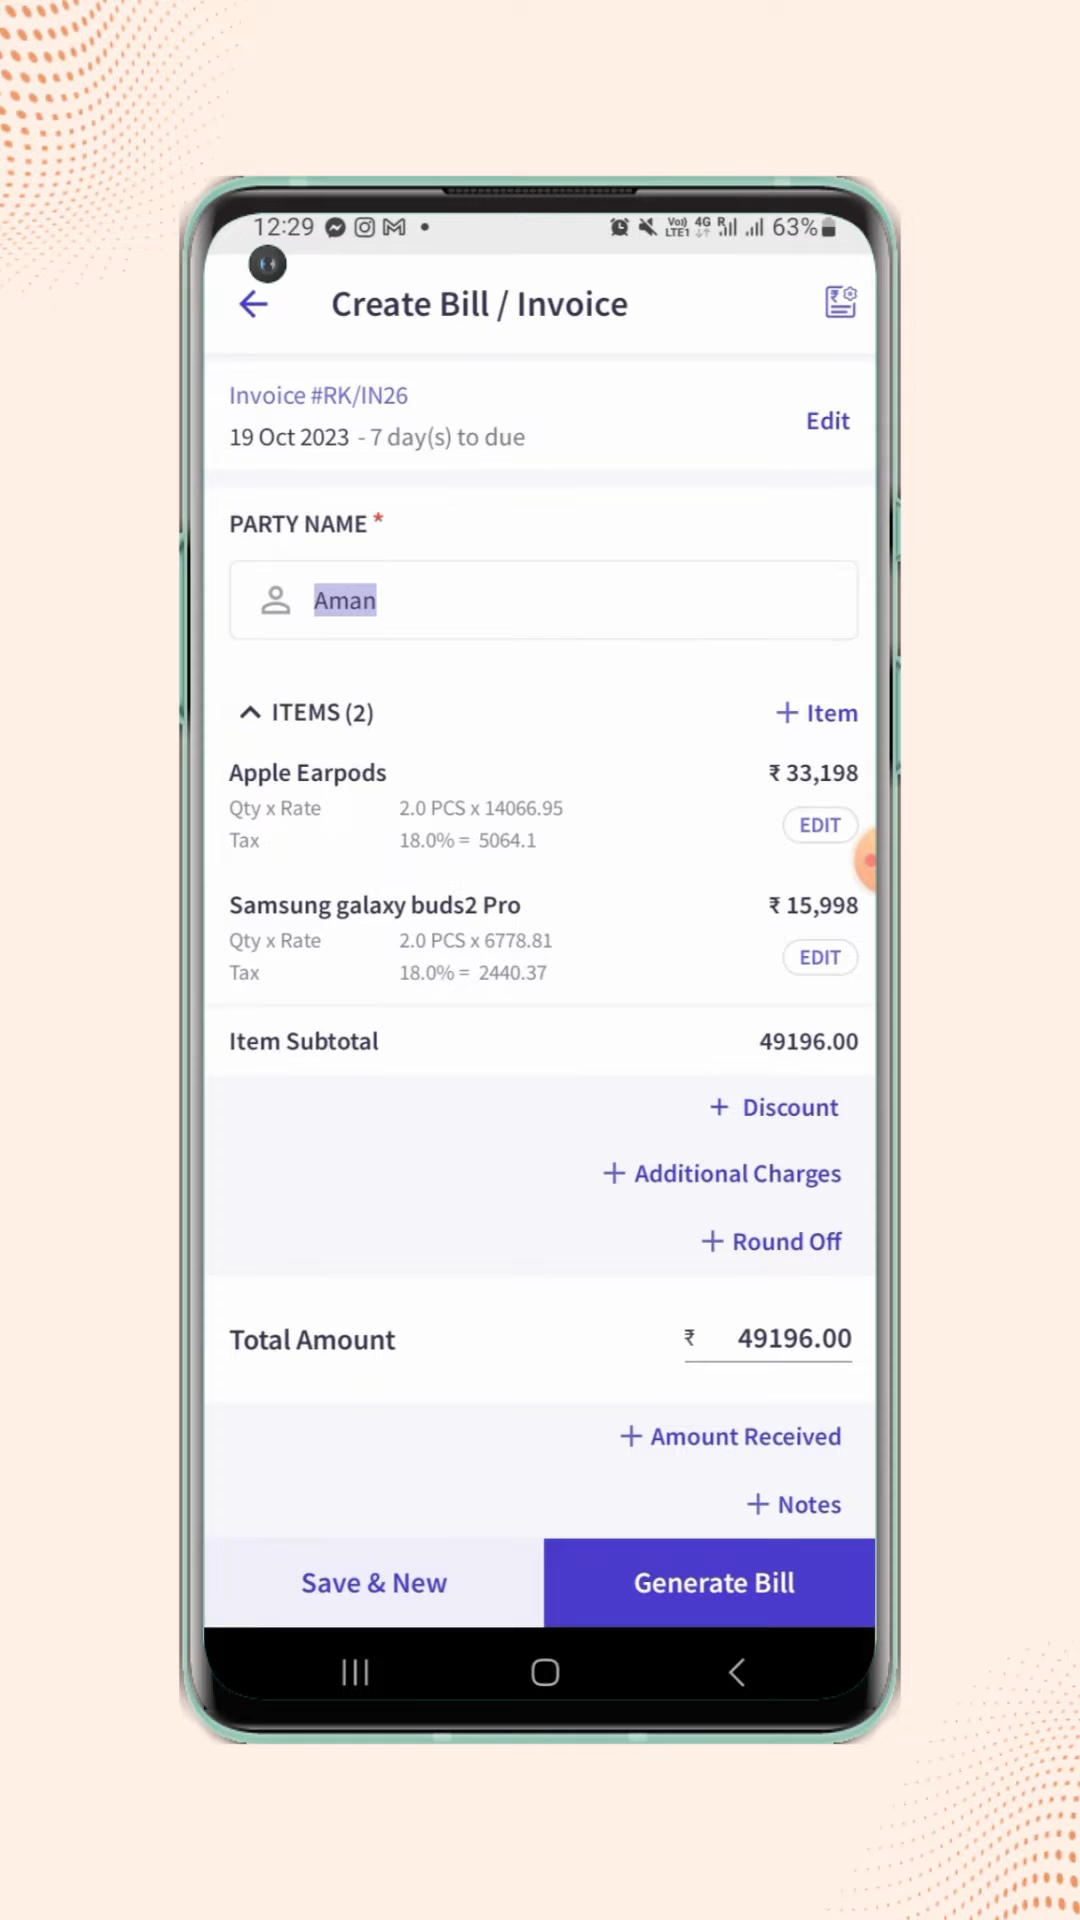 12:29 Vo)) LTE1 4G R 63%
Create Bill / Invoice
Invoice #RK/IN26
19 Oct 2023 - 7 day(s) to due
Edit
PARTY NAME *
Aman
ITEMS (2)
+ Item
Apple Earpods ₹ 33,198
Qty x Rate 2.0 PCS x 14066.95
EDIT
Tax 18.0% = 5064.1
Samsung galaxy buds2 Pro ₹ 15,998
Qty x Rate 2.0 PCS x 6778.81
EDIT
Tax 18.0% = 2440.37
Item Subtotal 49196.00
+ Discount
+ Additional Charges
+ Round Off
Total Amount ₹ 49196.00
+ Amount Received
+ Notes
Save & New
Generate Bill